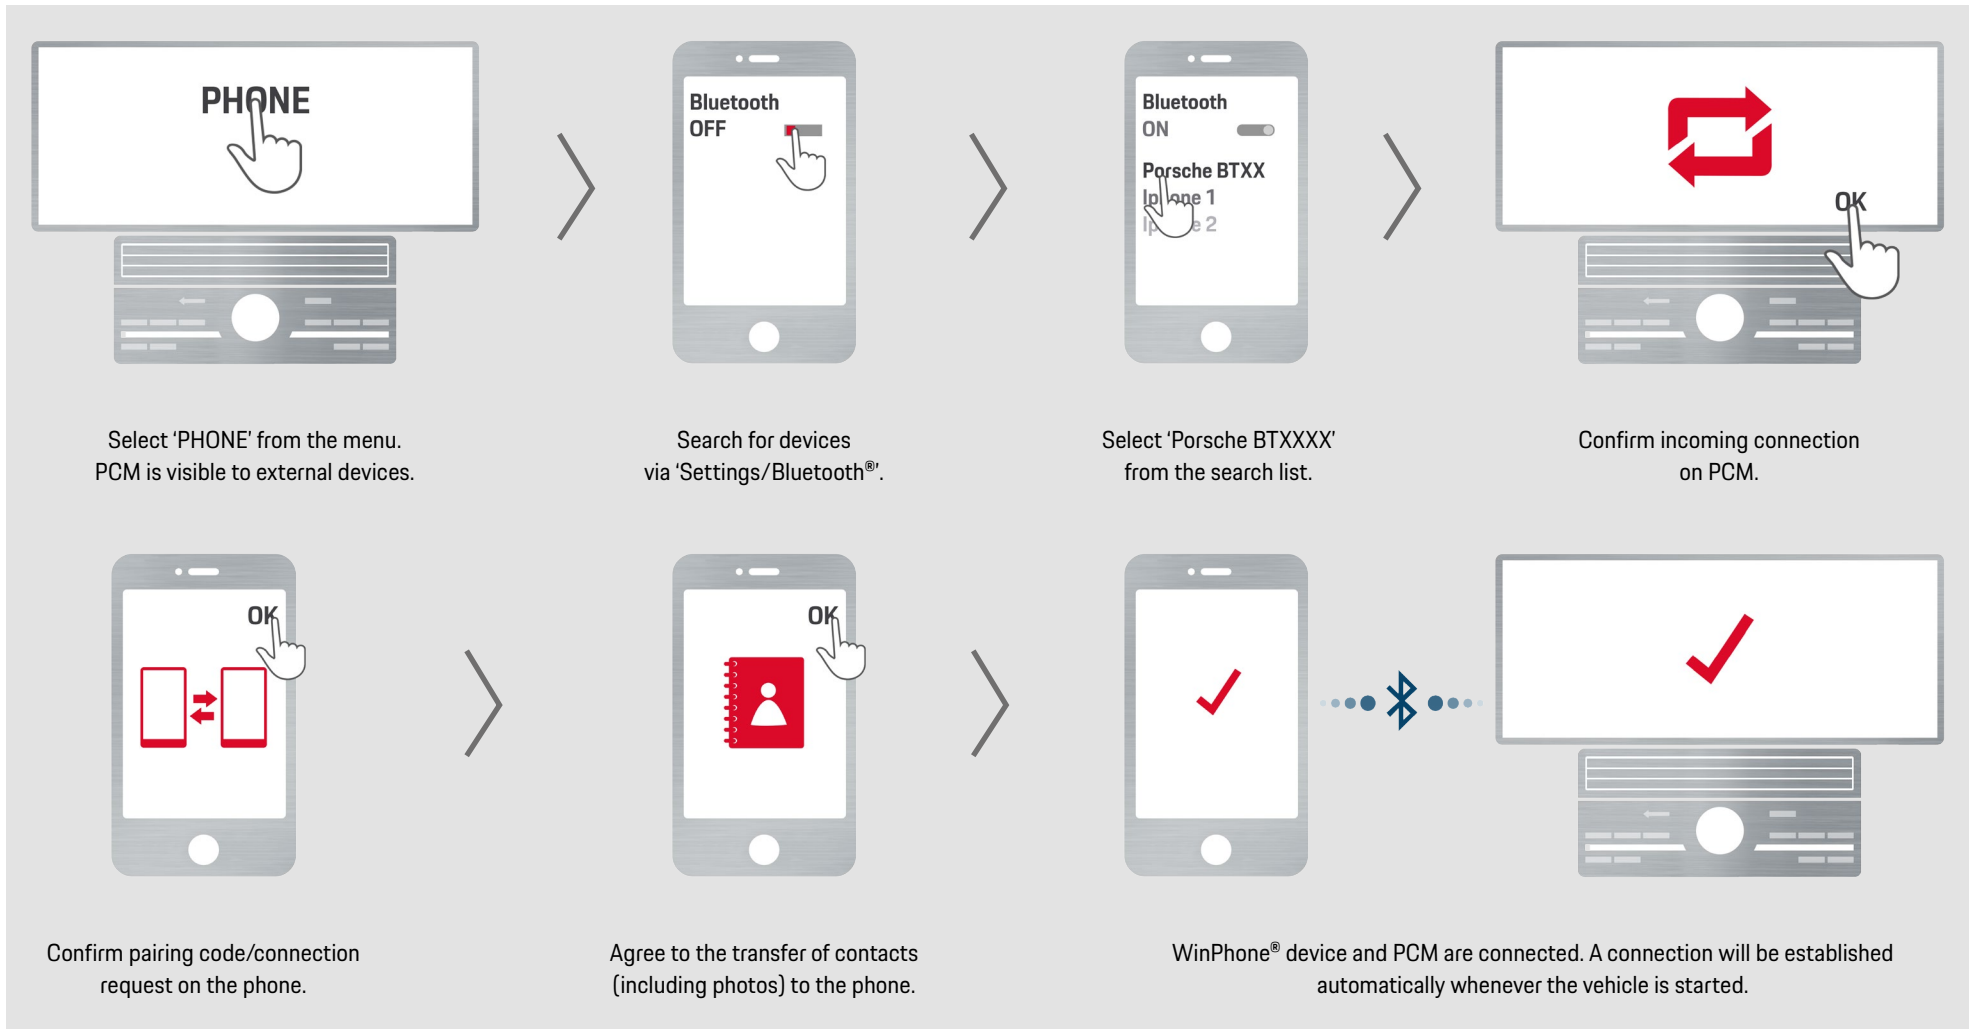 PHONE
Bluetooth
OFF
Bluetooth
ON
Porsche BTXX
Iphone 1
Iphone 2
OK
Select ‘PHONE’ from the menu.
PCM is visible to external devices.
Search for devices
via ‘Settings/Bluetooth®’.
Select ‘Porsche BTXXXX’
from the search list.
Confirm incoming connection
on PCM.
OK
OK
Confirm pairing code/connection
request on the phone.
Agree to the transfer of contacts
(including photos) to the phone.
WinPhone® device and PCM are connected. A connection will be established
automatically whenever the vehicle is started.